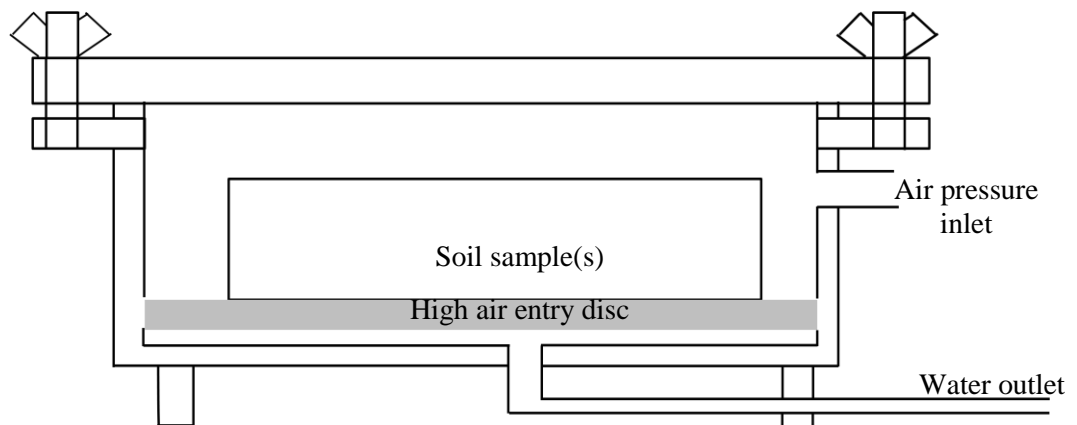 Air pressure
inlet
Soil sample(s)
High air entry disc
Water outlet